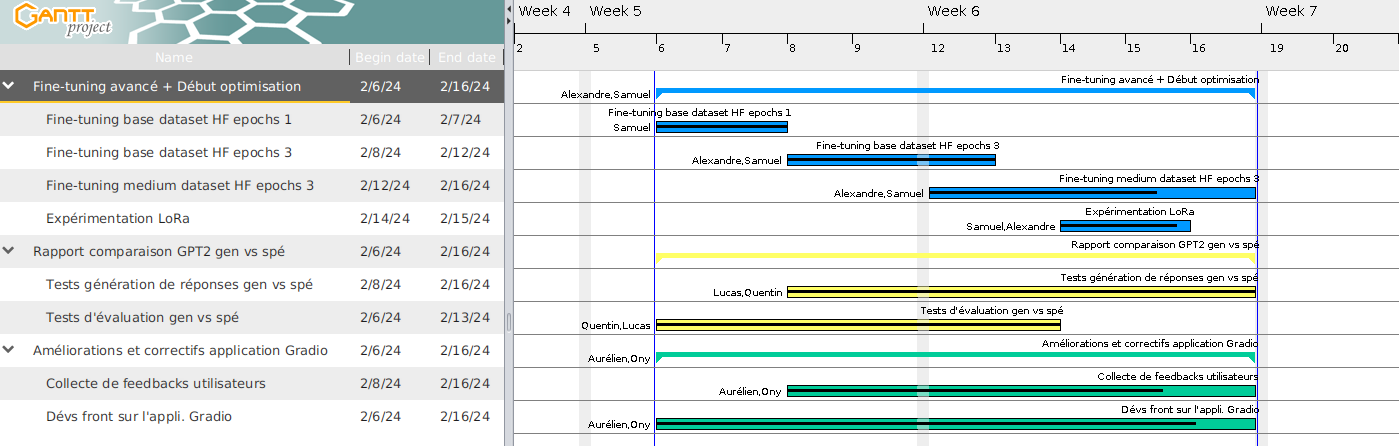 GANTT
project
Week 4 Week 5 Week 6 Week 7
2 5 6 7 8 9 12 13 14 15 16 19 20
Name Begin date End date
Fine-tuning avancé + Début optimisation 2/6/24 2/16/24
Fine-tuning avancé + Début optimisation
Alexandre,Samuel
Fine-tuning base dataset HF epochs 1 2/6/24 2/7/24
Fine-tuning base dataset HF epochs 1
Samuel
Fine-tuning base dataset HF epochs 3 2/8/24 2/12/24
Fine-tuning base dataset HF epochs 3
Alexandre,Samuel
Fine-tuning medium dataset HF epochs 3 2/12/24 2/16/24
Fine-tuning medium dataset HF epochs 3
Alexandre,Samuel
Expérimentation LoRa 2/14/24 2/15/24
Expérimentation LoRa
Samuel,Alexandre
Rapport comparaison GPT2 gen vs spé 2/6/24 2/16/24
Rapport comparaison GPT2 gen vs spé
Tests génération de réponses gen vs spé 2/8/24 2/16/24
Tests génération de réponses gen vs spé
Lucas,Quentin
Tests d'évaluation gen vs spé 2/6/24 2/13/24
Tests d'évaluation gen vs spé
Quentin,Lucas
Améliorations et correctifs application Gradio 2/6/24 2/16/24
Améliorations et correctifs application Gradio
Aurélien,Ony
Collecte de feedbacks utilisateurs 2/8/24 2/16/24
Collecte de feedbacks utilisateurs
Aurélien,Ony
Dévs front sur l'appli. Gradio 2/6/24 2/16/24
Dévs front sur l'appli. Gradio
Aurélien,Ony